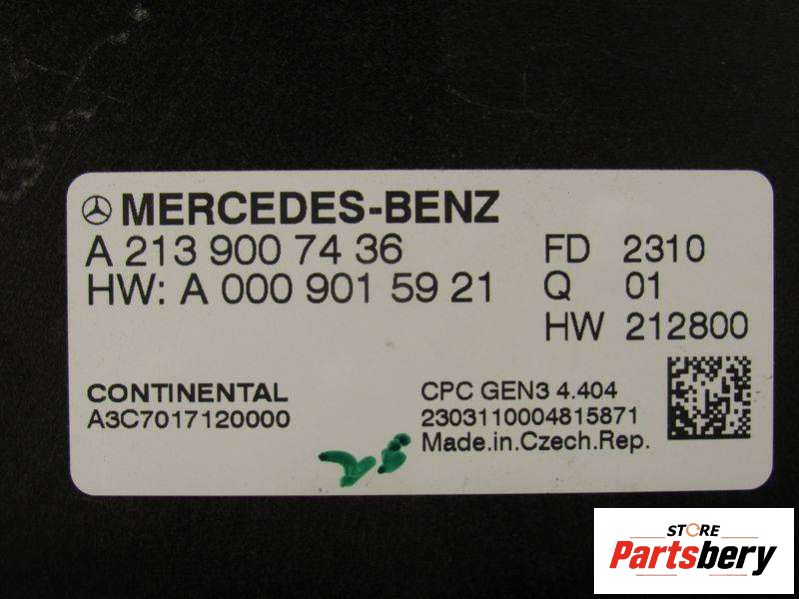 MERCEDES-BENZ
A 213 900 74 36 FD 2310
HW: A 000 901 59 21 Q 01
HW 212800
CONTINENTAL CPC GEN3 4.404
A3C7017120000 2303110004815871
Made.in.Czech.Rep.
STORE
Partsbery